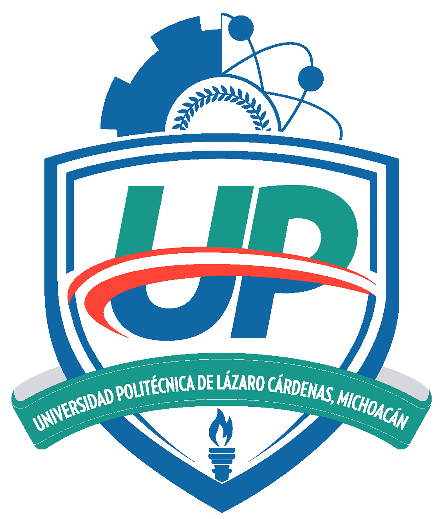 UP
UNIVERSIDAD POLITÉCNICA DE LÁZARO CÁRDENAS, MICHOACÁN